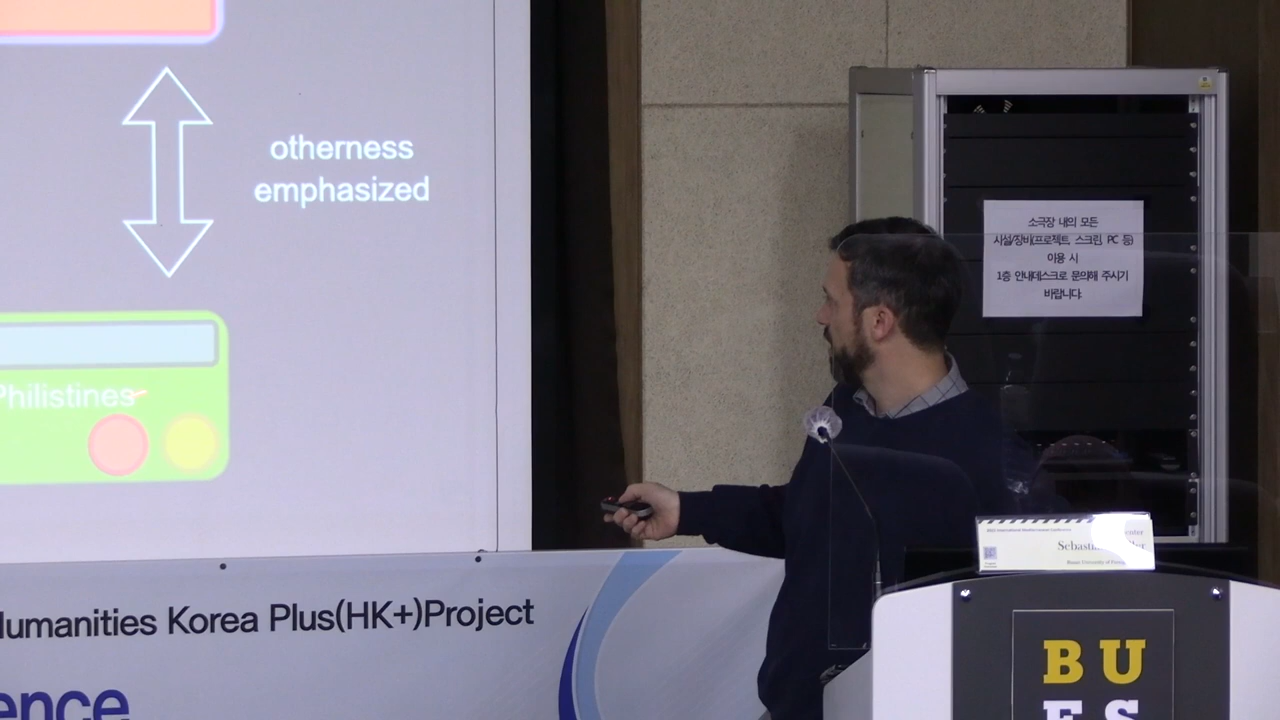 otherness
emphasized
Philistines
소극장 내의 모든
시설/장비(프로젝트, 스크린, PC 등)
이용 시
1층 안내데스크로 문의해 주시기
바랍니다.
Humanities Korea Plus(HK+)Project
ence
BU
FS